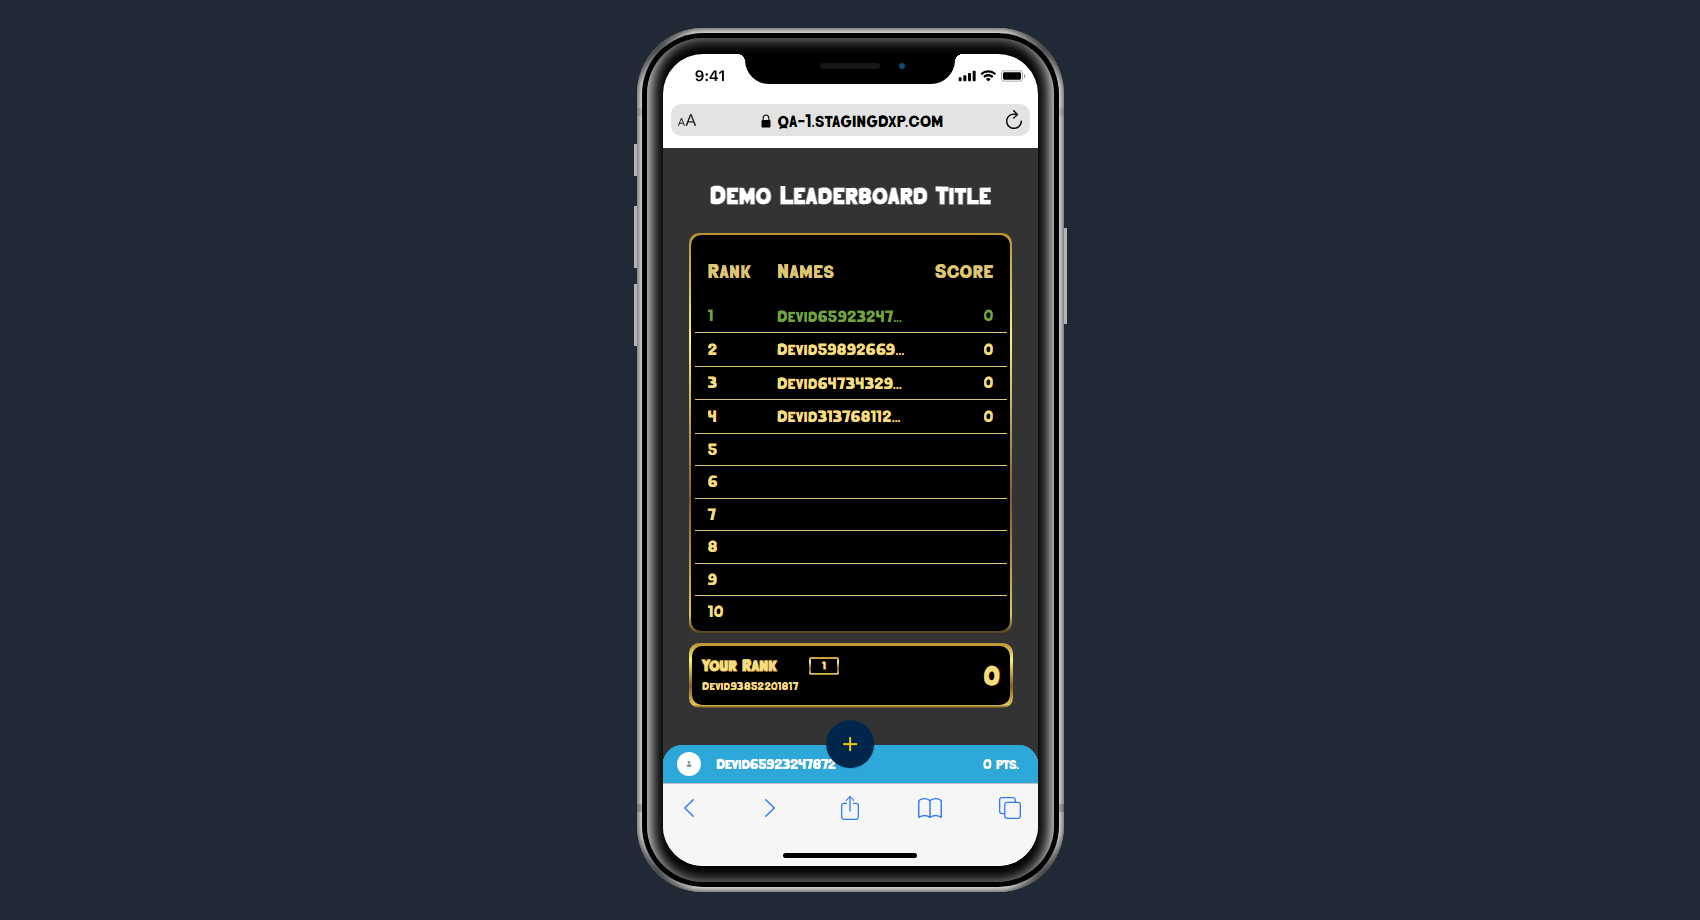 9:41
AA QA-1.STAGINGDXP.COM
Demo Leaderboard Title
Rank Names Score
1 Devid65923247... 0
2 Devid59892669... 0
3 Devid64734329... 0
4 Devid313768112... 0
5
6
7
8
9
10
Your Rank 1 0
Devid93852201817
+
Devid65923247872 0 pts.